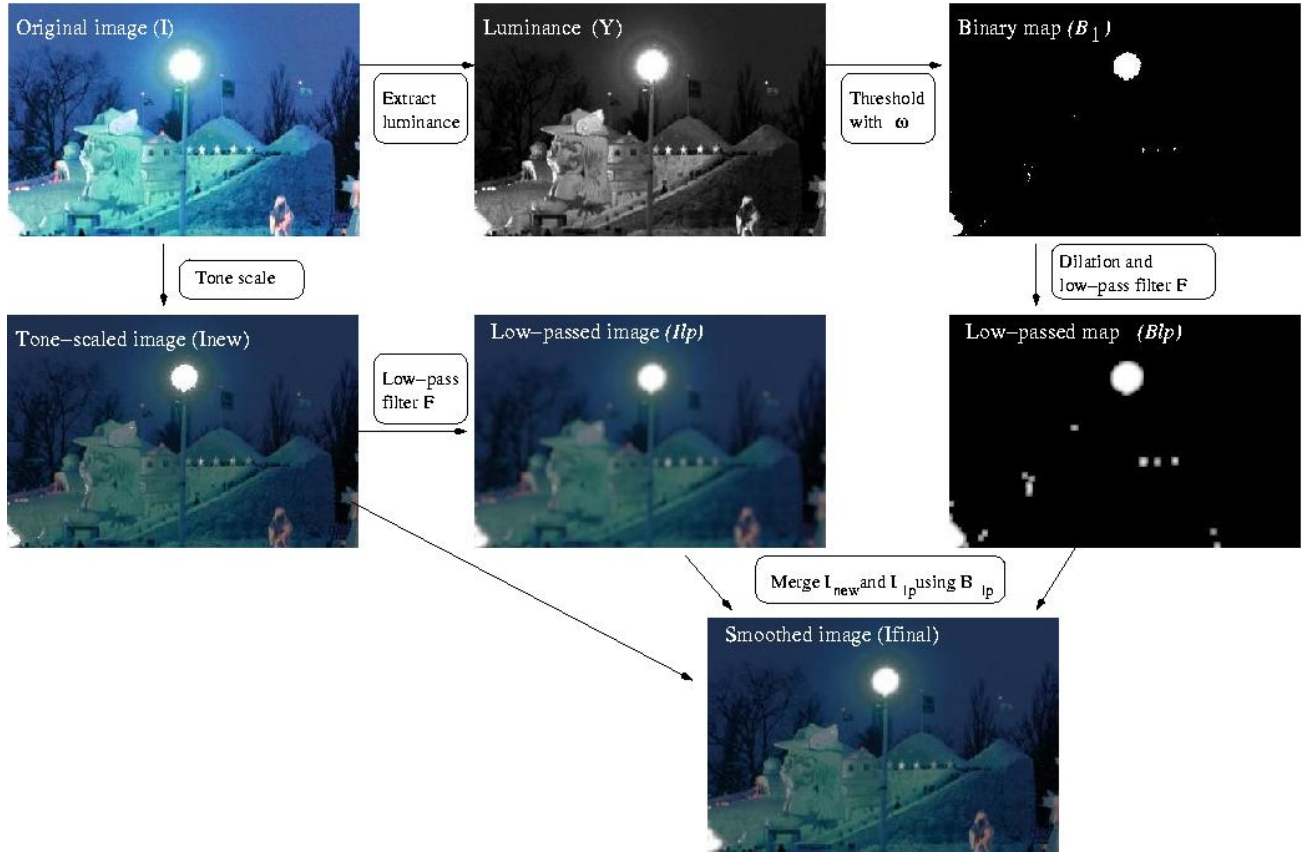 Original image (I)
Luminance (Y)
Binary map (B1)
Extract
luminance
Threshold
with ω
Tone scale
Dilation and
low-pass filter F
Tone-scaled image (Inew)
Low-passed image (Ilp)
Low-passed map (Blp)
Low-pass
filter F
Merge Inew and Ilp using Blp
Smoothed image (Ifinal)